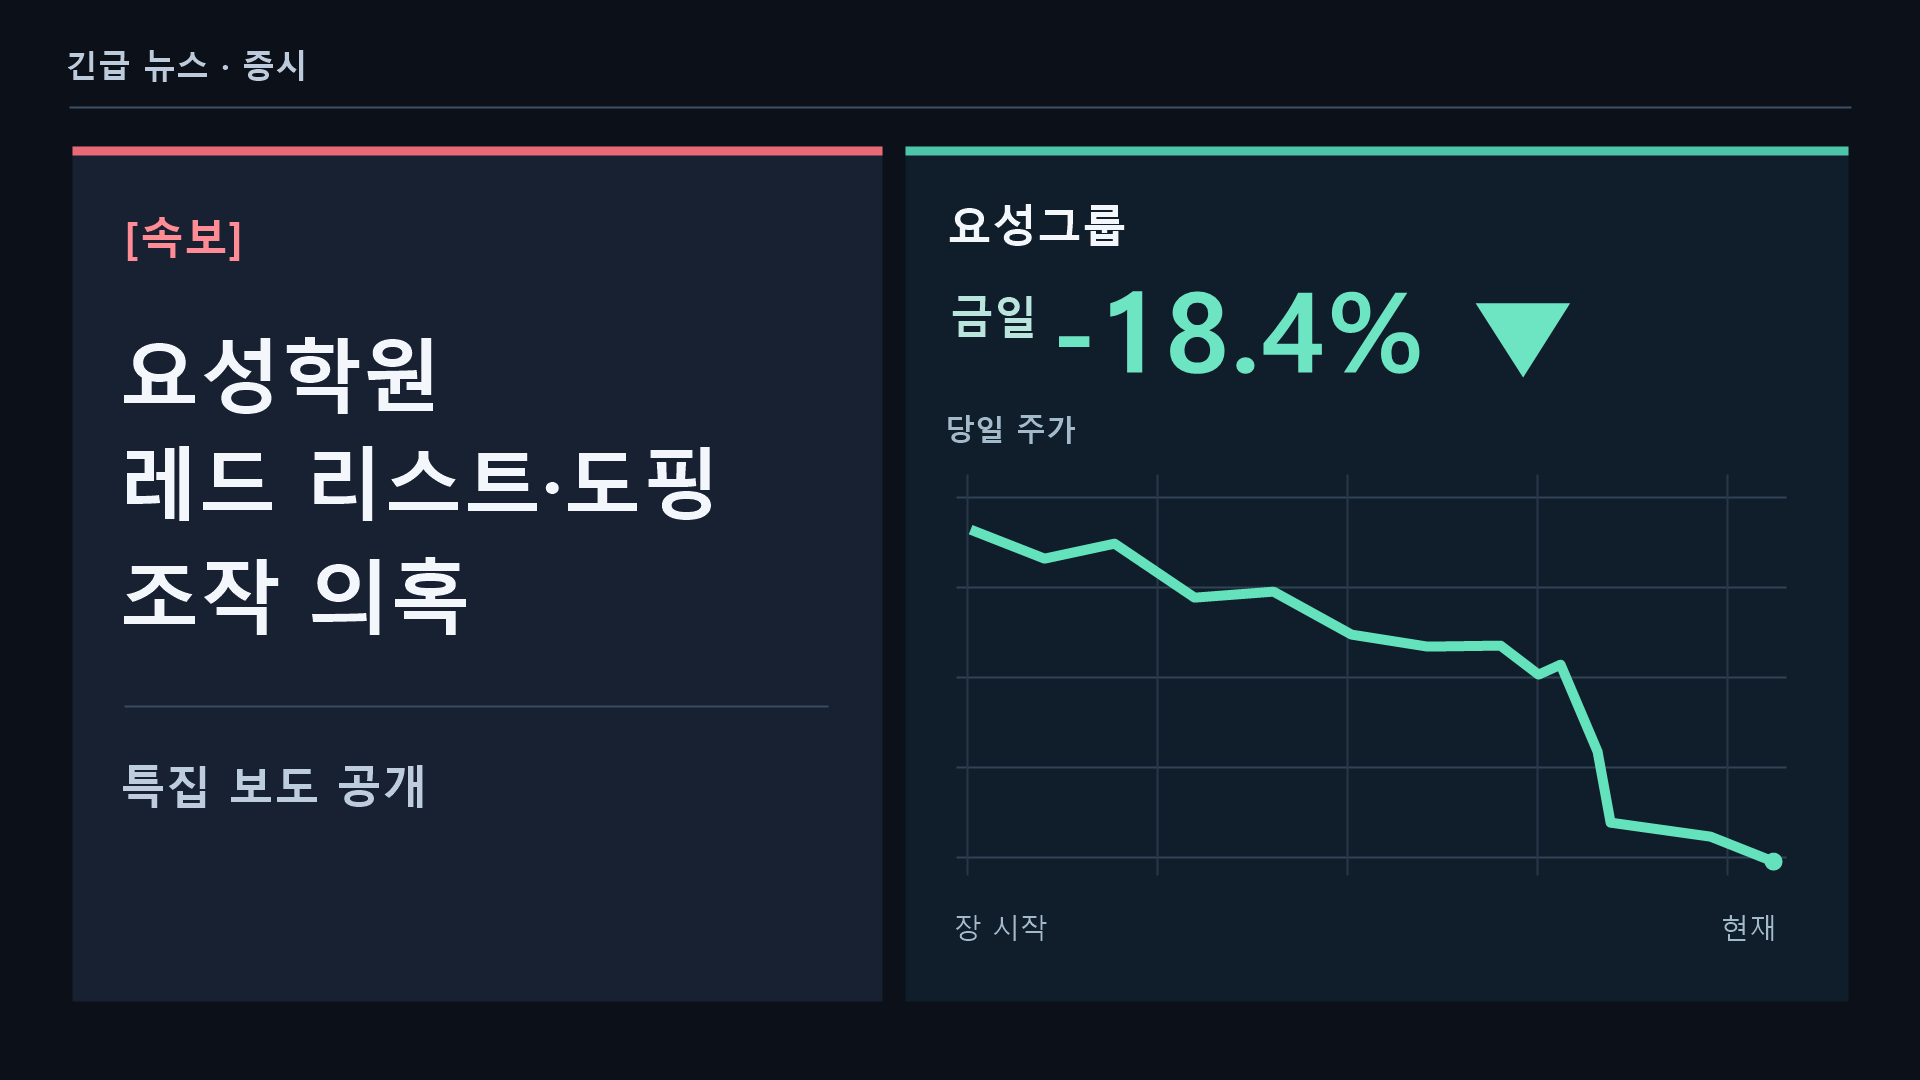 긴급 뉴스 · 증시
[속보]
요성학원
레드 리스트·도핑
조작 의혹
특집 보도 공개
요성그룹
금일 -18.4% ▼
당일 주가
장 시작
현재